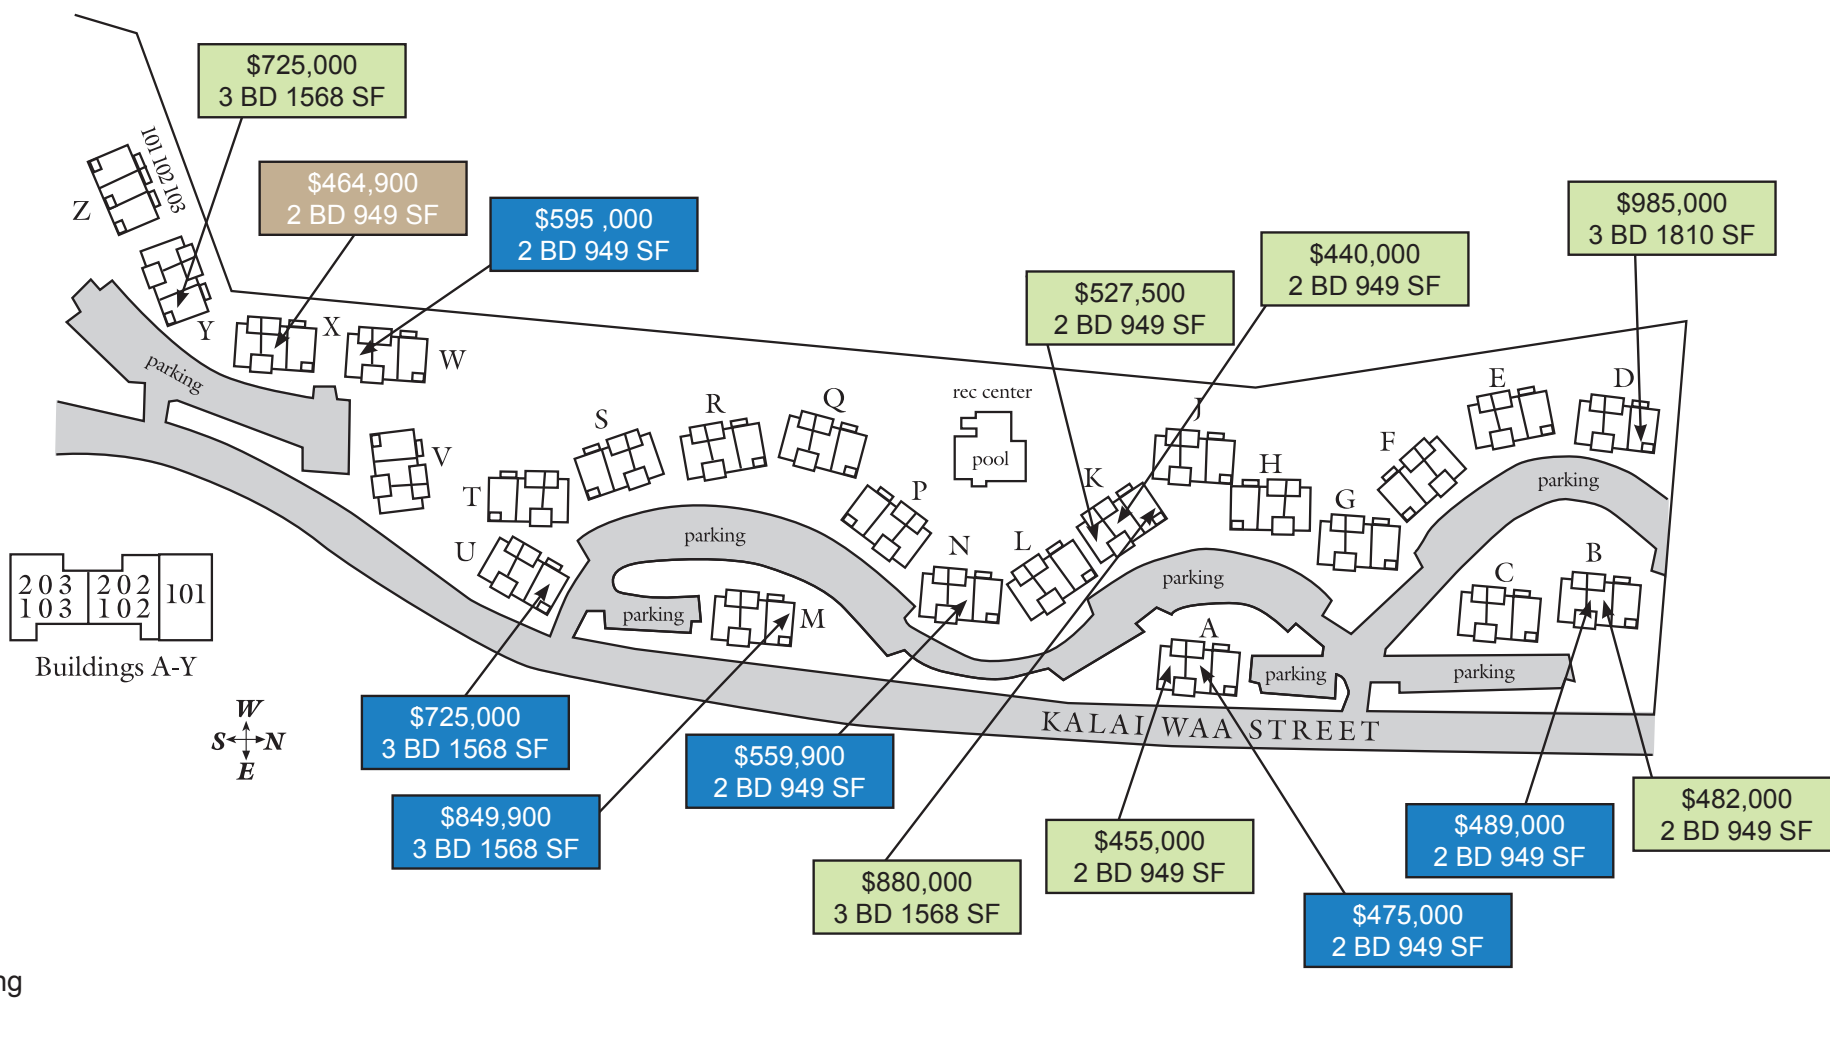 $725,000
3 BD 1568 SF
$464,900
2 BD 949 SF
$595 ,000
2 BD 949 SF
$985,000
3 BD 1810 SF
$440,000
2 BD 949 SF
$527,500
2 BD 949 SF
101 102 103
Z
Y
X
W
parking
V
T
U
S
R
Q
rec center
pool
P
N
L
K
J
H
G
F
E
D
parking
parking
parking
parking
M
A
parking
C
B
parking
203 202
103 102 101
Buildings A-Y
W
S N
E
KALAI WAA STREET
$725,000
3 BD 1568 SF
$849,900
3 BD 1568 SF
$559,900
2 BD 949 SF
$880,000
3 BD 1568 SF
$455,000
2 BD 949 SF
$475,000
2 BD 949 SF
$489,000
2 BD 949 SF
$482,000
2 BD 949 SF
ng